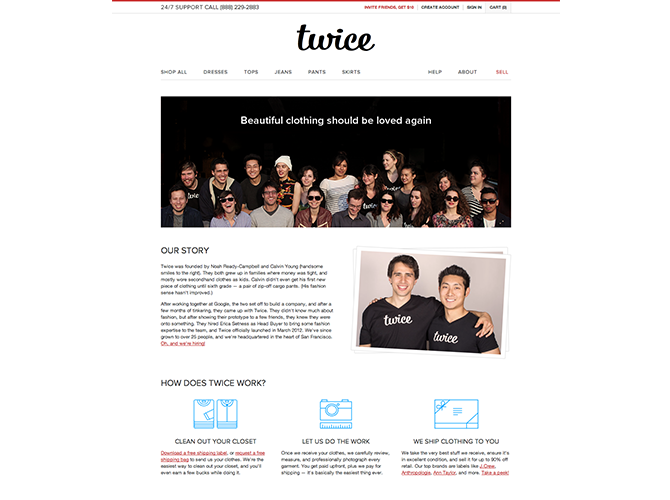 24/7 SUPPORT CALL (888) 229-2883
INVITE FRIENDS, GET $10
CREATE ACCOUNT
SIGN IN
CART (0)
twice
SHOP ALL DRESSES TOPS JEANS PANTS SKIRTS HELP ABOUT SELL
Beautiful clothing should be loved again
twice
twice
OUR STORY
Twice was founded by Noah Ready-Campbell and Calvin Young (handsome
smiles to the right). They both grew up in families where money was tight, and
mostly wore secondhand clothes as kids. Calvin didn't even get his first new
piece of clothing until sixth grade — a pair of zip-off cargo pants. (His fashion
sense hasn't improved.)
After working together at Google, the two set off to build a company, and after a
few months of tinkering, they came up with Twice. They didn't know much about
fashion, but after showing their prototype to a few friends, they knew they were
onto something. They hired Erica Setness as Head Buyer to bring some fashion
expertise to the team, and Twice officially launched in March 2012. We've since
grown to over 25 people, and we're headquartered in the heart of San Francisco.
Oh, and we're hiring!
twice
twice
HOW DOES TWICE WORK?
CLEAN OUT YOUR CLOSET
Download a free shipping label, or request a free
shipping bag to send us your clothes. We're the
easiest way to clean out your closet, and you'll
even earn a few bucks while doing it.
LET US DO THE WORK
Once we receive your clothes, we carefully review,
measure, and professionally photograph every
garment. You get paid upfront, plus we pay for
shipping — it's basically the easiest thing ever.
WE SHIP CLOTHING TO YOU
We take the very best stuff we receive, ensure it's
in excellent condition, and sell it for up to 90% off
retail. Our top brands are labels like J.Crew,
Anthropologie, Ann Taylor, and more. Take a peek!